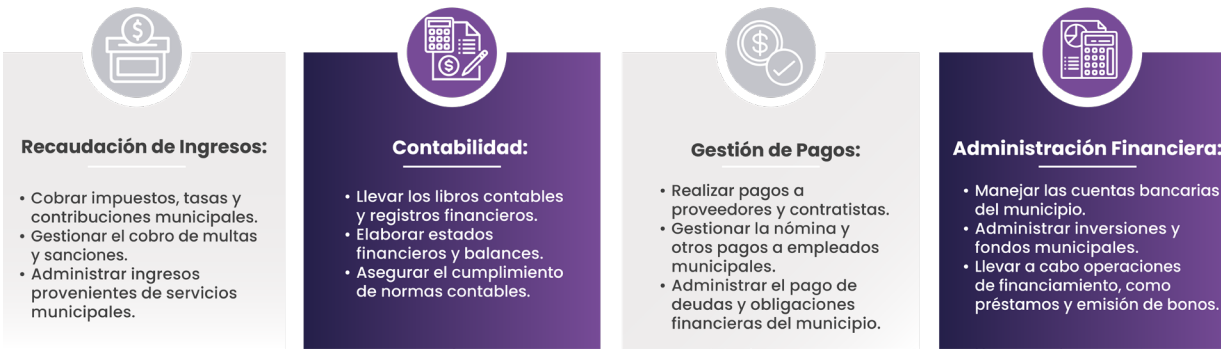 Recaudación de Ingresos:
• Cobrar impuestos, tasas y
contribuciones municipales.
• Gestionar el cobro de multas
y sanciones.
• Administrar ingresos
provenientes de servicios
municipales.
Contabilidad:
• Llevar los libros contables
y registros financieros.
• Elaborar estados
financieros y balances.
• Asegurar el cumplimiento
de normas contables.
Gestión de Pagos:
• Realizar pagos a
proveedores y contratistas.
• Gestionar la nómina y
otros pagos a empleados
municipales.
• Administrar el pago de
deudas y obligaciones
financieras del municipio.
Administración Financiera:
• Manejar las cuentas bancarias
del municipio.
• Administrar inversiones y
fondos municipales.
• Llevar a cabo operaciones
de financiamiento, como
préstamos y emisión de bonos.